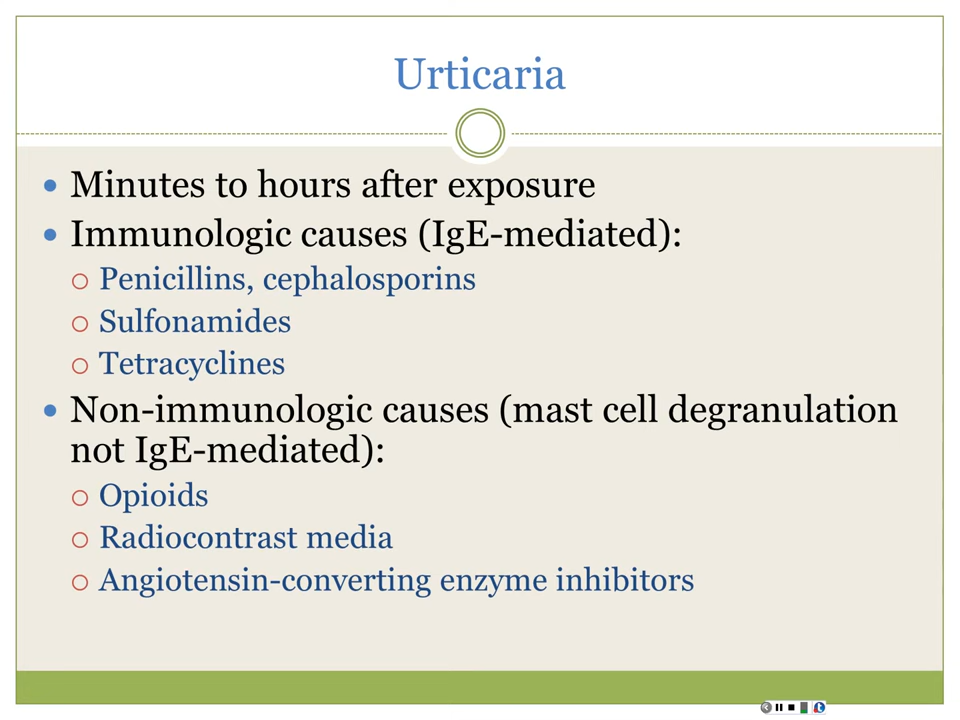 Urticaria
Minutes to hours after exposure
Immunologic causes (IgE-mediated):
Penicillins, cephalosporins
Sulfonamides
Tetracyclines
Non-immunologic causes (mast cell degranulation
not IgE-mediated):
Opioids
Radiocontrast media
Angiotensin-converting enzyme inhibitors